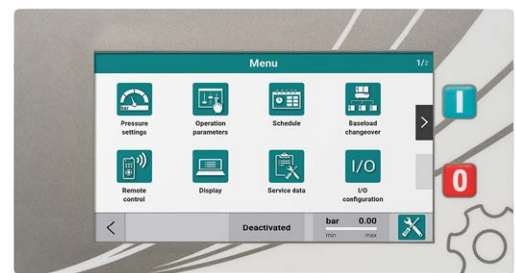 Menu
1/2
bar
Pressure
settings
Operation
parameters
Schedule
Baseload
changeover
Remote
control
I/O
Display
Service data
I/O
configuration
Deactivated
bar 0.00
min max
I
0